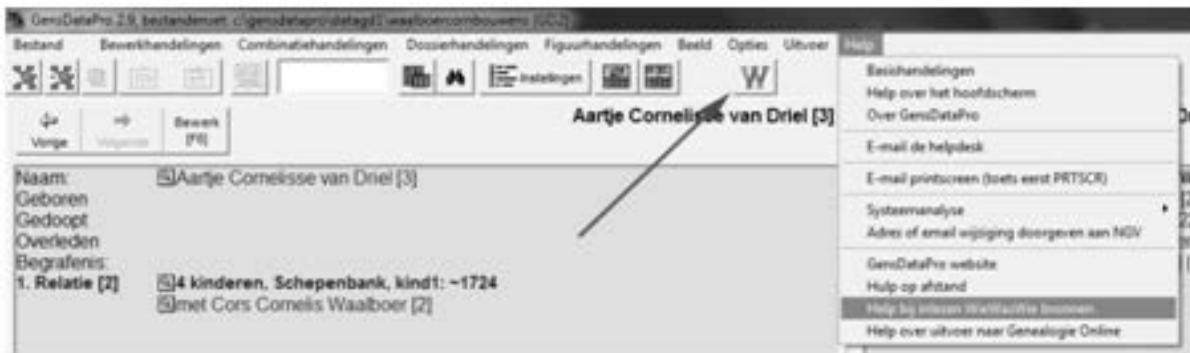 GensDataPro 2.9, bestandenset: c:\gensdatapro\datagd1\waalboercornbouwens (GD2)
Bestand Bewerkhandelingen Combinatiehandelingen Dossierhandelingen Figuurhandelingen Beeld Opties Uitvoer Help
Instellingen W
Vorige Volgende Bewerk [F6]
Aartje Cornelisse van Driel [3]
Naam: Aartje Cornelisse van Driel [3]
Geboren
Gedoopt
Overleden
Begrafenis:
1. Relatie [2] 4 kinderen, Schepenbank, kind1: ~1724
met Cors Cornelis Waalboer [2]
Basishandelingen
Help over het hoofdscherm
Over GensDataPro
E-mail de helpdesk
E-mail printscreen (toets eerst PRTSCR)
Systeemanalyse
Adres of email wijziging doorgeven aan NGV
GensDataPro website
Hulp op afstand
Help bij inlezen WieWasWie bronnen
Help over uitvoer naar Genealogie Online